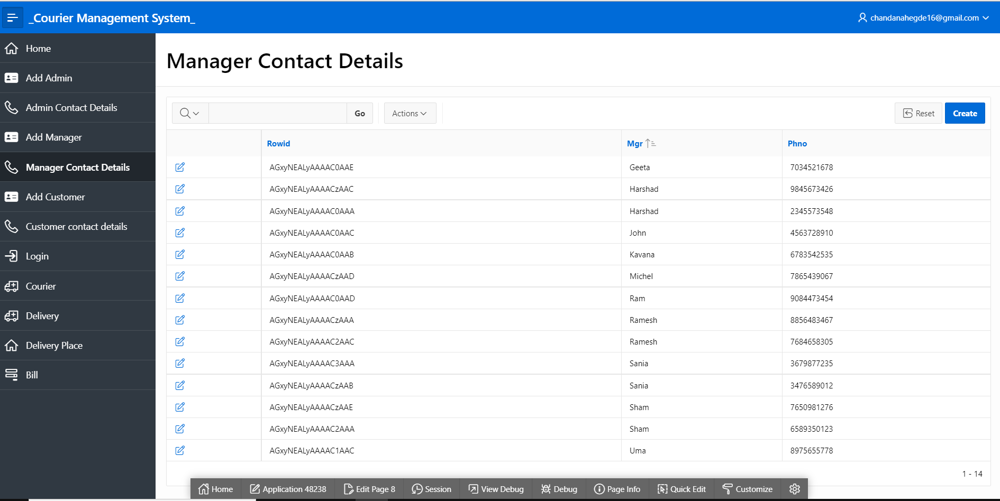 _Courier Management System_
chandanahegde16@gmail.com
Home
Add Admin
Admin Contact Details
Add Manager
Manager Contact Details
Add Customer
Customer contact details
Login
Courier
Delivery
Delivery Place
Bill
Manager Contact Details
Go Actions Reset Create
Rowid Mgr Phno
AGxyNEALyAAAAC0AAE Geeta 7034521678
AGxyNEALyAAAACzAAC Harshad 9845673426
AGxyNEALyAAAAC0AAA Harshad 2345573548
AGxyNEALyAAAAC0AAC John 4563728910
AGxyNEALyAAAAC0AAB Kavana 6783542535
AGxyNEALyAAAACzAAD Michel 7865439067
AGxyNEALyAAAAC0AAD Ram 9084473454
AGxyNEALyAAAACzAAA Ramesh 8856483467
AGxyNEALyAAAAC2AAC Ramesh 7684658305
AGxyNEALyAAAAC3AAA Sania 3679877235
AGxyNEALyAAAACzAAB Sania 3476589012
AGxyNEALyAAAACzAAE Sham 7650981276
AGxyNEALyAAAAC2AAA Sham 6589350123
AGxyNEALyAAAAC1AAC Uma 8975655778
1 - 14
Home Application 48238 Edit Page 8 Session View Debug Debug Page Info Quick Edit Customize